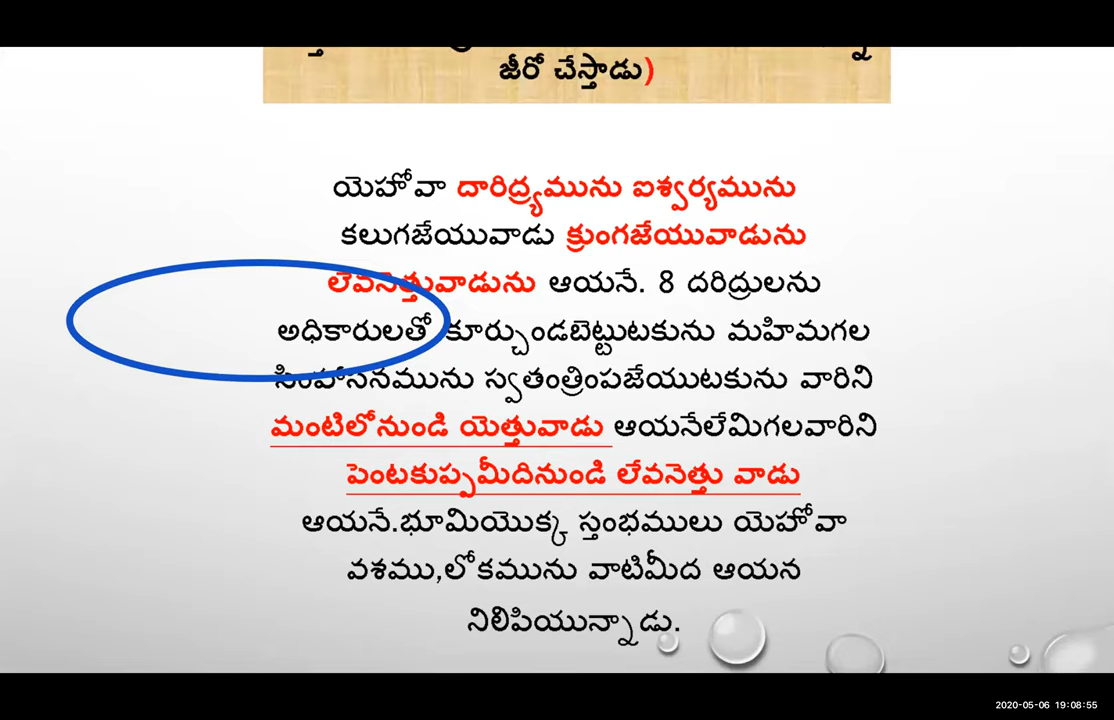 జీరో చేస్తాడు)
యెహోవా దారిద్ర్యమును ఐశ్వర్యమును
కలుగజేయువాడు క్రుంగజేయువాడును
లేవనెత్తువాడును ఆయనే. 8 దరిద్రులను
అధికారులతో కూర్చుండబెట్టుటకును మహిమగల
సింహాసనమును స్వతంత్రింపజేయుటకును వారిని
మంటిలోనుండి యెత్తువాడు ఆయనేలేమిగలవారిని
పెంటకుప్పమీదినుండి లేవనెత్తు వాడు
ఆయనే.భూమియొక్క స్తంభములు యెహోవా
వశము,లోకమును వాటిమీద ఆయన
నిలిపియున్నాడు.
2020-05-06 19:08:55